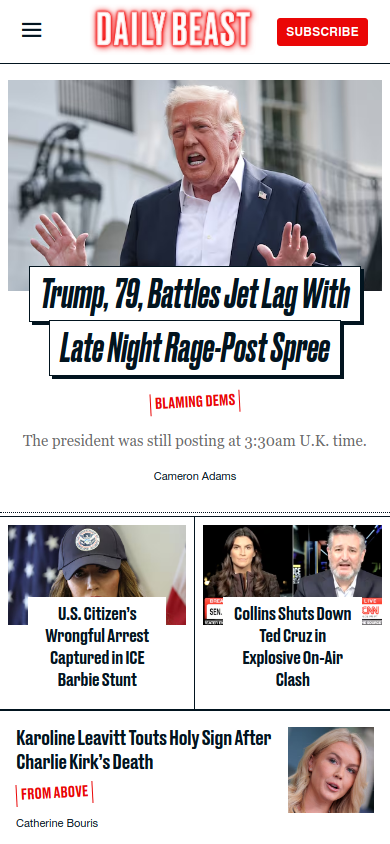 DAILY BEAST
SUBSCRIBE
Trump, 79, Battles Jet Lag With
Late Night Rage-Post Spree
BLAMING DEMS
The president was still posting at 3:30am U.K. time.
Cameron Adams
U.S. Citizen’s
Wrongful Arrest
Captured in ICE
Barbie Stunt
SEN.
LIVE
CNN
Collins Shuts Down
Ted Cruz in
Explosive On-Air
Clash
Karoline Leavitt Touts Holy Sign After
Charlie Kirk’s Death
FROM ABOVE
Catherine Bouris